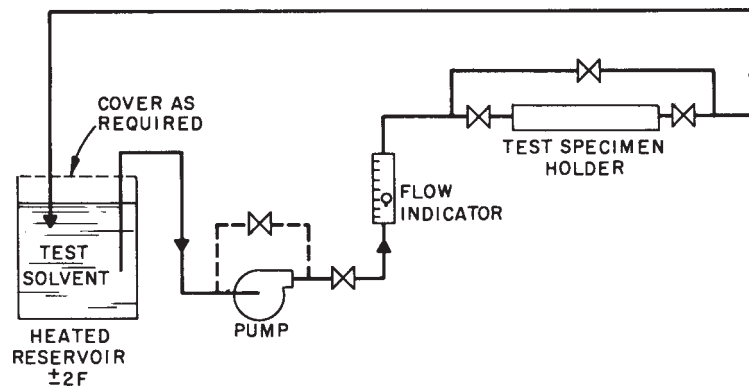 COVER AS
REQUIRED
TEST SPECIMEN
HOLDER
FLOW
INDICATOR
TEST
SOLVENT
PUMP
HEATED
RESERVOIR
±2F